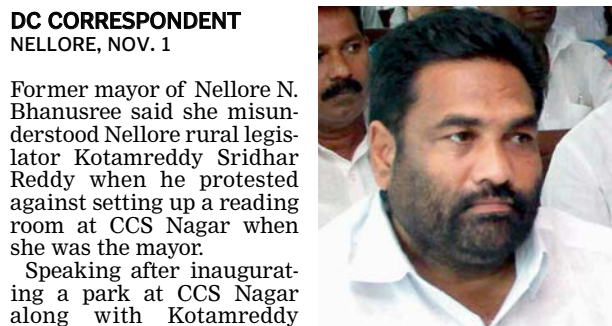 DC CORRESPONDENT
NELLORE, NOV. 1
Former mayor of Nellore N.
Bhanusree said she misun-
derstood Nellore rural legis-
lator Kotamreddy Sridhar
Reddy when he protested
against setting up a reading
room at CCS Nagar when
she was the mayor.
Speaking after inaugurat-
ing a park at CCS Nagar
along with Kotamreddy